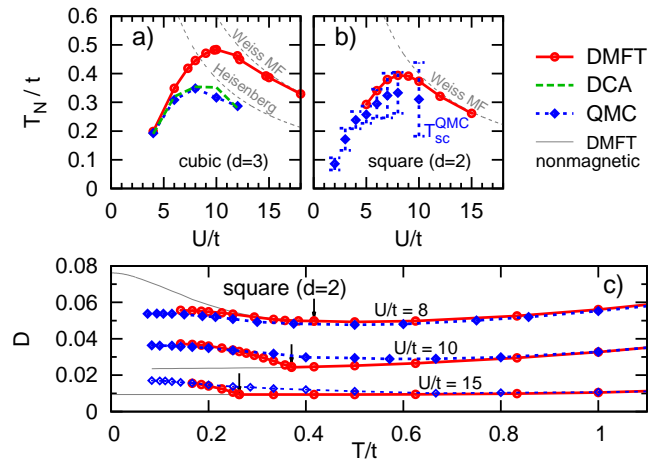 a)
Weiss MF
Heisenberg
cubic (d=3)
T_N / t
0.6
0.5
0.4
0.3
0.2
0.1
0
0 5 10 15
U/t
b)
Weiss MF
T_sc^QMC
square (d=2)
0 5 10 15
U/t
DMFT
DCA
QMC
DMFT
nonmagnetic
c)
square (d=2)
U/t = 8
U/t = 10
U/t = 15
D
0.08
0.06
0.04
0.02
0
0 0.2 0.4 0.6 0.8 1
T/t